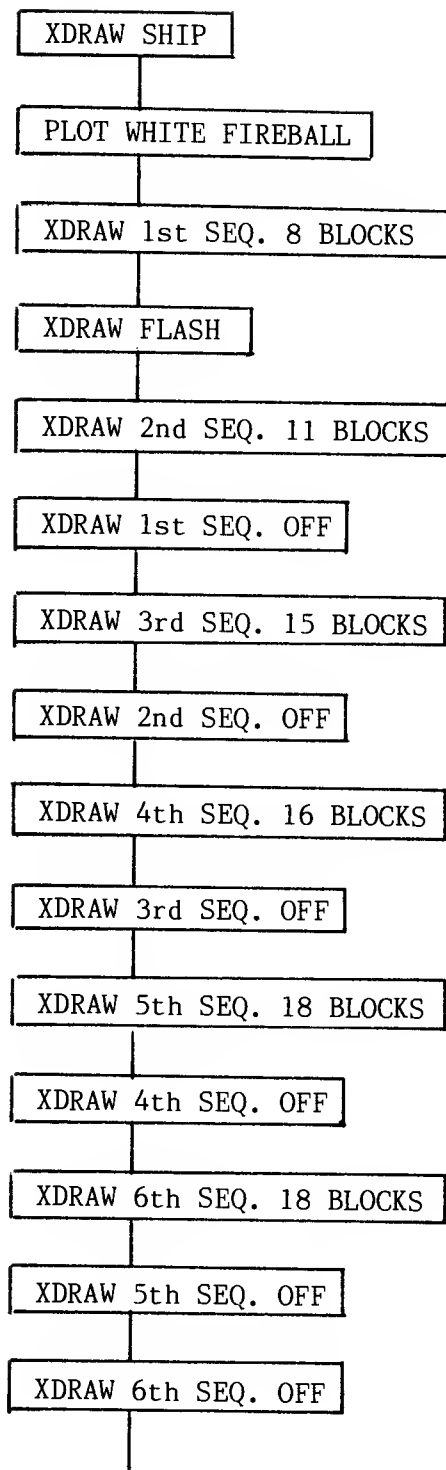 XDRAW SHIP
PLOT WHITE FIREBALL
XDRAW 1st SEQ. 8 BLOCKS
XDRAW FLASH
XDRAW 2nd SEQ. 11 BLOCKS
XDRAW 1st SEQ. OFF
XDRAW 3rd SEQ. 15 BLOCKS
XDRAW 2nd SEQ. OFF
XDRAW 4th SEQ. 16 BLOCKS
XDRAW 3rd SEQ. OFF
XDRAW 5th SEQ. 18 BLOCKS
XDRAW 4th SEQ. OFF
XDRAW 6th SEQ. 18 BLOCKS
XDRAW 5th SEQ. OFF
XDRAW 6th SEQ. OFF